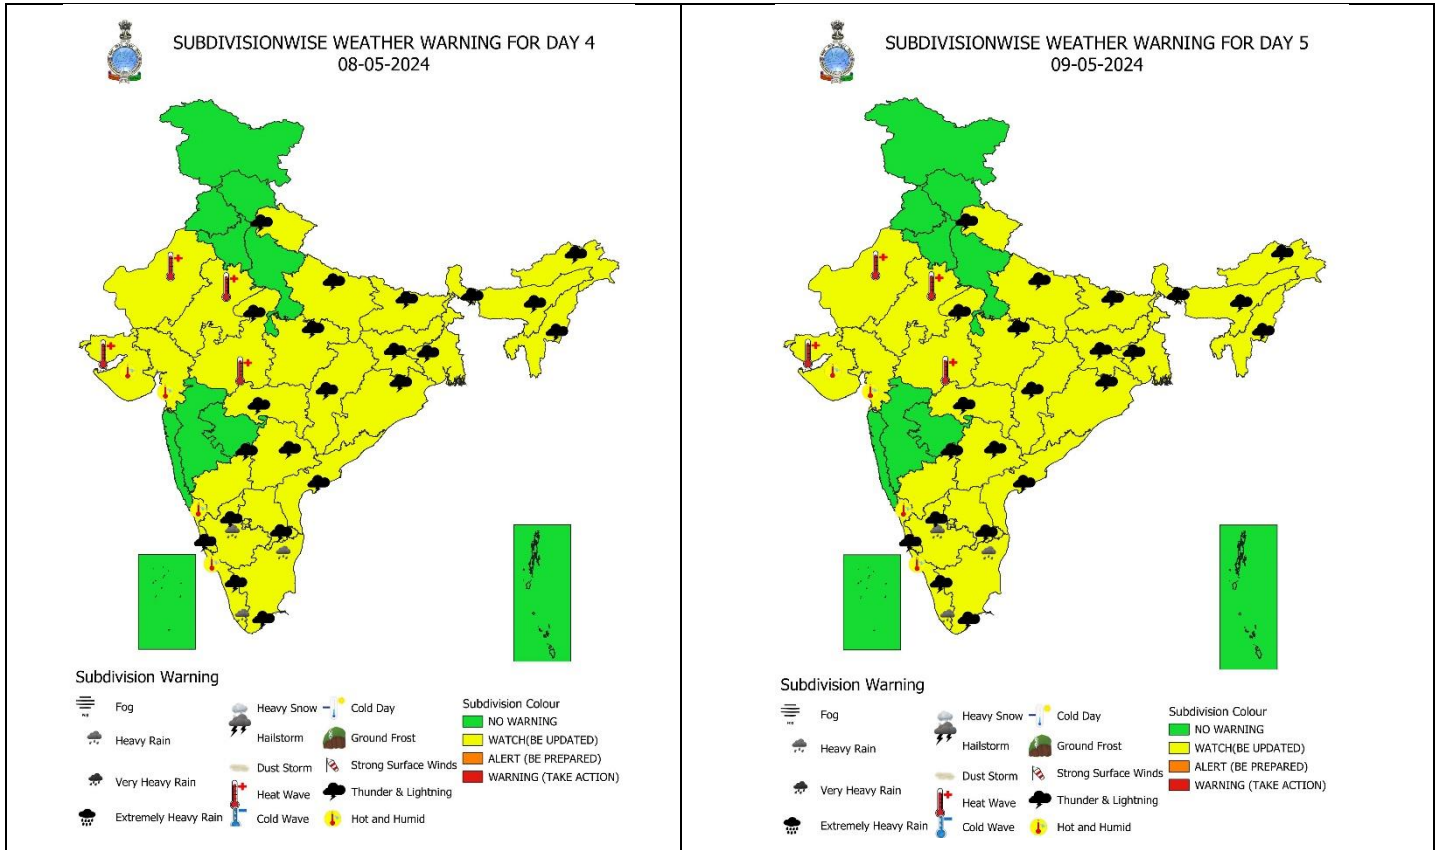 SUBDIVISIONWISE WEATHER WARNING FOR DAY 4
08-05-2024
Subdivision Warning
Fog
Heavy Rain
Very Heavy Rain
Extremely Heavy Rain
Heavy Snow
Hailstorm
Dust Storm
Heat Wave
Cold Wave
Cold Day
Ground Frost
Strong Surface Winds
Thunder & Lightning
Hot and Humid
Subdivision Colour
NO WARNING
WATCH(BE UPDATED)
ALERT (BE PREPARED)
WARNING (TAKE ACTION)
SUBDIVISIONWISE WEATHER WARNING FOR DAY 5
09-05-2024
Subdivision Warning
Fog
Heavy Rain
Very Heavy Rain
Extremely Heavy Rain
Heavy Snow
Hailstorm
Dust Storm
Heat Wave
Cold Wave
Cold Day
Ground Frost
Strong Surface Winds
Thunder & Lightning
Hot and Humid
Subdivision Colour
NO WARNING
WATCH(BE UPDATED)
ALERT (BE PREPARED)
WARNING (TAKE ACTION)